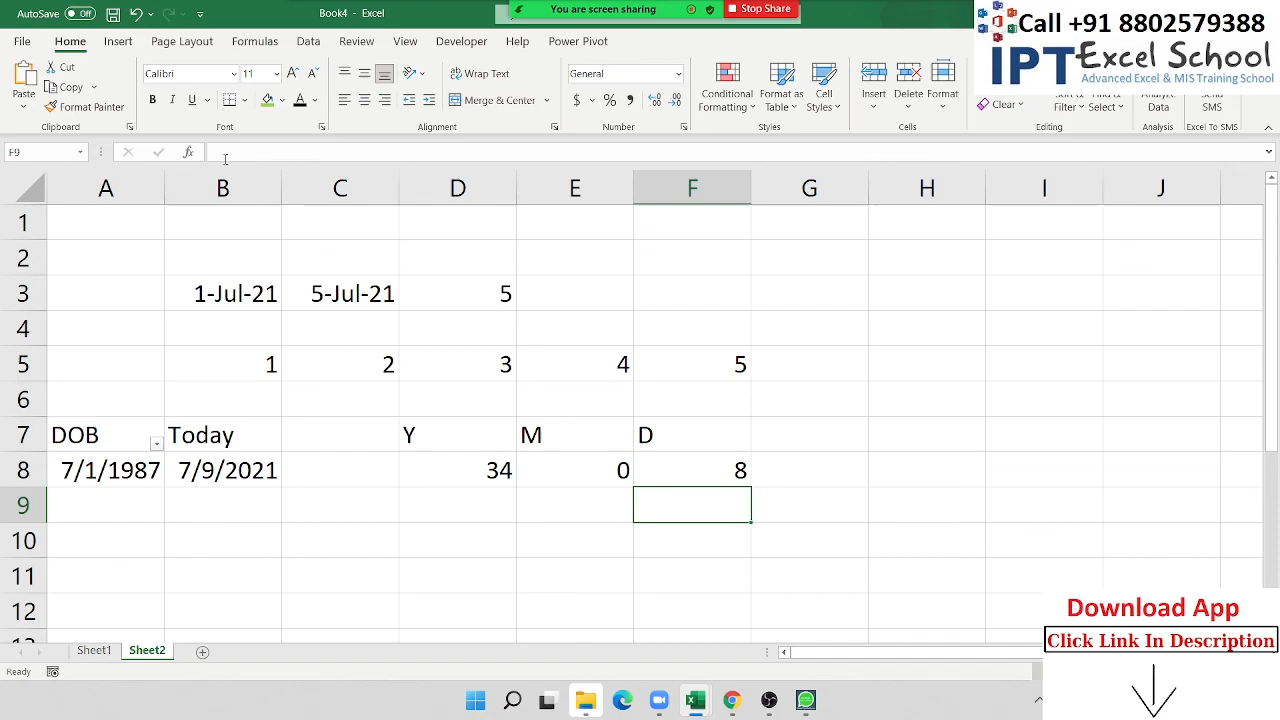 AutoSave Off Book4 - Excel You are screen sharing Stop Share
Call +91 8802579388
IPT Excel School
Advanced Excel & MIS Training School
File Home Insert Page Layout Formulas Data Review View Developer Help Power Pivot
Paste Cut Copy Format Painter
Calibri 11
Wrap Text
Merge & Center
General
Conditional Formatting
Format as Table
Cell Styles
Insert Delete Format
Clear
Sort & Filter
Find & Select
Analyze Data
Send SMS
Clipboard Font Alignment Number Styles Cells Editing Analysis Excel To SMS
F9 fx
A B C D E F G H I J
1
2
3 1-Jul-21 5-Jul-21 5
4
5 1 2 3 4 5
6
7 DOB Today Y M D
8 7/1/1987 7/9/2021 34 0 8
9
10
11
12
13
Sheet1 Sheet2
Ready
Download App
Click Link In Description